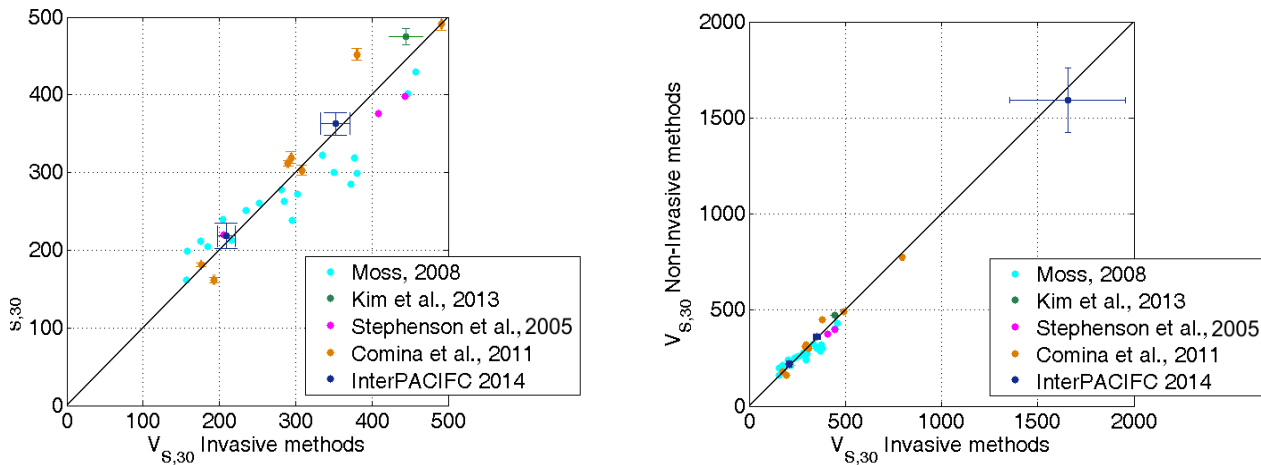 500
400
300
200
100
0
s,30
0 100 200 300 400 500
V_S,30 Invasive methods
Moss, 2008
Kim et al., 2013
Stephenson et al., 2005
Comina et al., 2011
InterPACIFC 2014
2000
1500
1000
500
0
V_S,30 Non-Invasive methods
0 500 1000 1500 2000
V_S,30 Invasive methods
Moss, 2008
Kim et al., 2013
Stephenson et al., 2005
Comina et al., 2011
InterPACIFC 2014